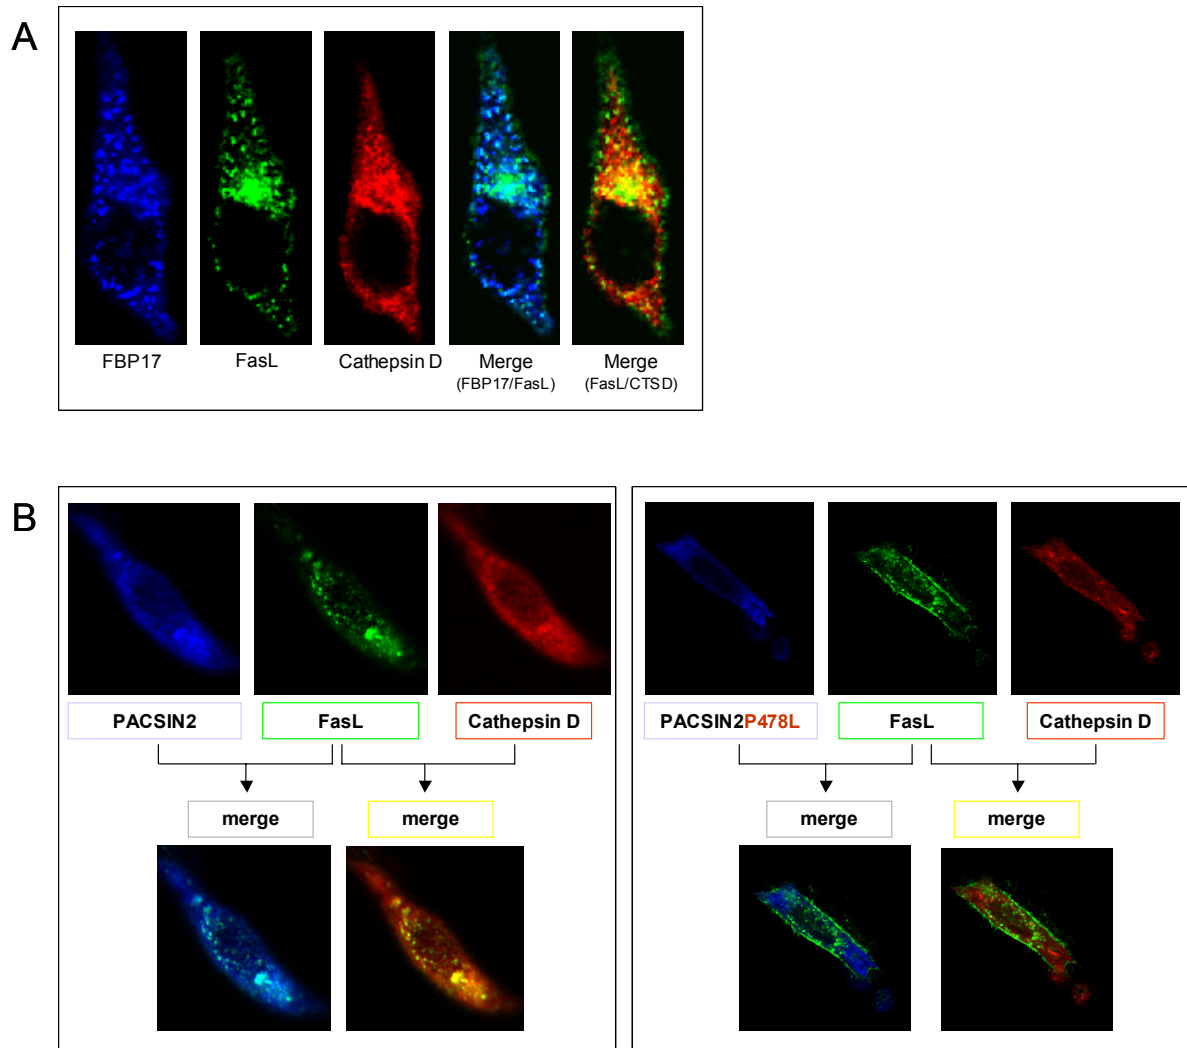 A
FBP17
FasL
Cathepsin D
Merge
(FBP17/FasL)
Merge
(FasL/CTSD)
B
PACSIN2
FasL
Cathepsin D
merge
merge
PACSIN2P478L
FasL
Cathepsin D
merge
merge